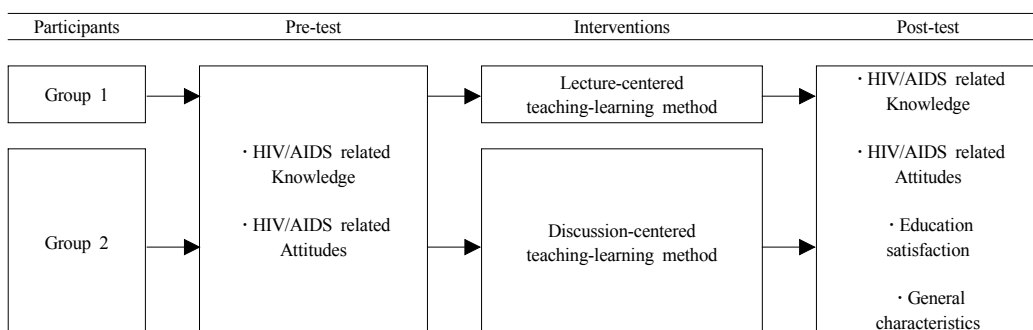 Participants Pre-test Interventions Post-test
Group 1
Lecture-centered
teaching-learning method
· HIV/AIDS related
Knowledge
· HIV/AIDS related
Attitudes
Group 2
Discussion-centered
teaching-learning method
· HIV/AIDS related
Knowledge
· HIV/AIDS related
Attitudes
· Education
satisfaction
· General
characteristics